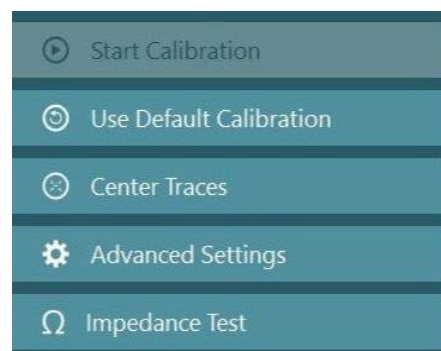 Start Calibration
Use Default Calibration
Center Traces
Advanced Settings
Ω Impedance Test